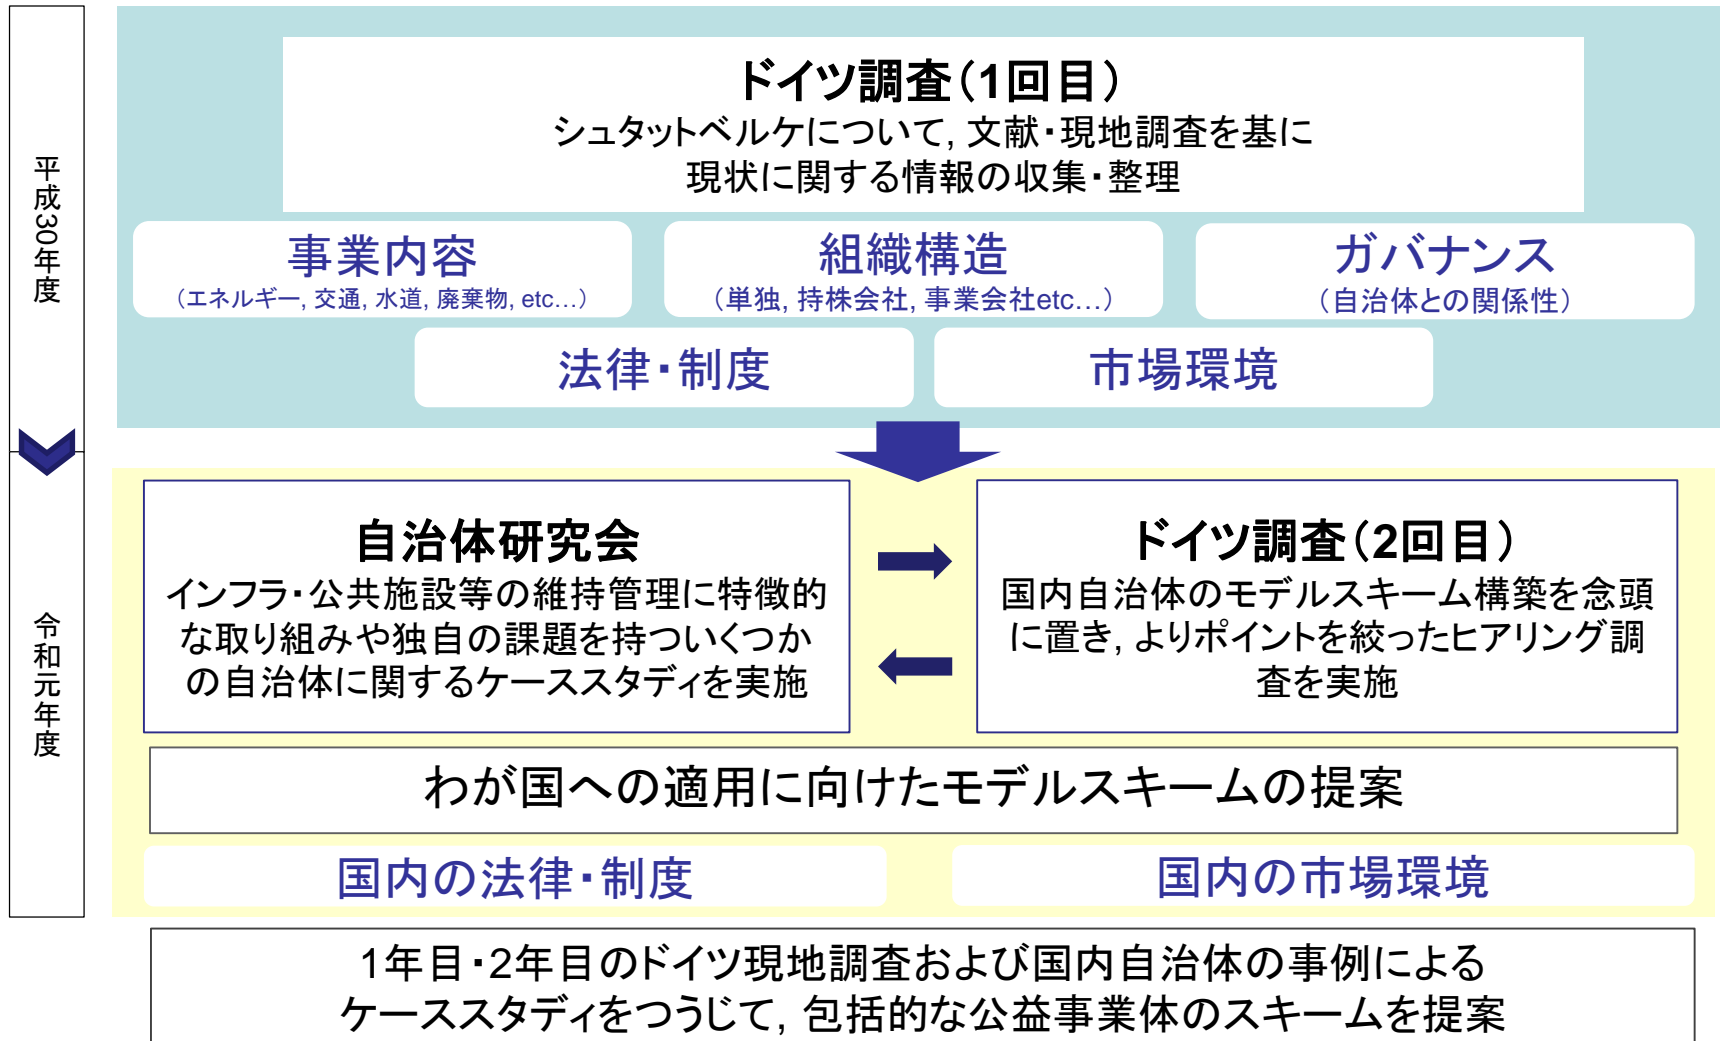 平成30年度
ドイツ調査（1回目）
シュタットベルケについて, 文献・現地調査を基に
現状に関する情報の収集・整理
事業内容
（エネルギー, 交通, 水道, 廃棄物, etc…）
組織構造
（単独, 持株会社, 事業会社etc…）
ガバナンス
（自治体との関係性）
法律・制度
市場環境
令和元年度
自治体研究会
インフラ・公共施設等の維持管理に特徴的
な取り組みや独自の課題を持ついくつか
の自治体に関するケーススタディを実施
ドイツ調査（2回目）
国内自治体のモデルスキーム構築を念頭
に置き, よりポイントを絞ったヒアリング調
査を実施
わが国への適用に向けたモデルスキームの提案
国内の法律・制度
国内の市場環境
1年目・2年目のドイツ現地調査および国内自治体の事例による
ケーススタディをつうじて, 包括的な公益事業体のスキームを提案